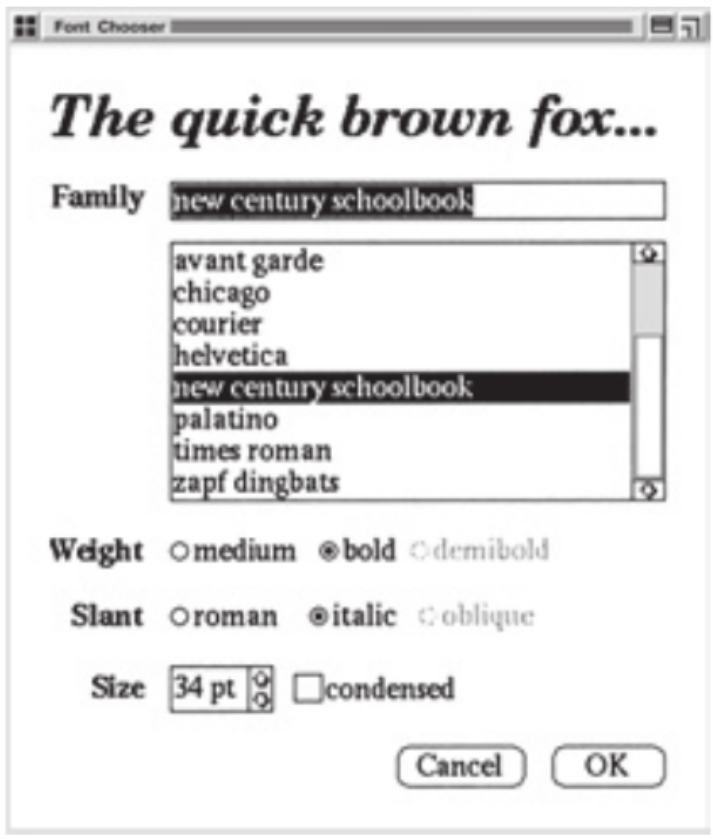 Font Chooser
The quick brown fox...
Family new century schoolbook
avant garde
chicago
courier
helvetica
new century schoolbook
palatino
times roman
zapf dingbats
Weight medium bold demibold
Slant roman italic oblique
Size 34 pt condensed
Cancel OK